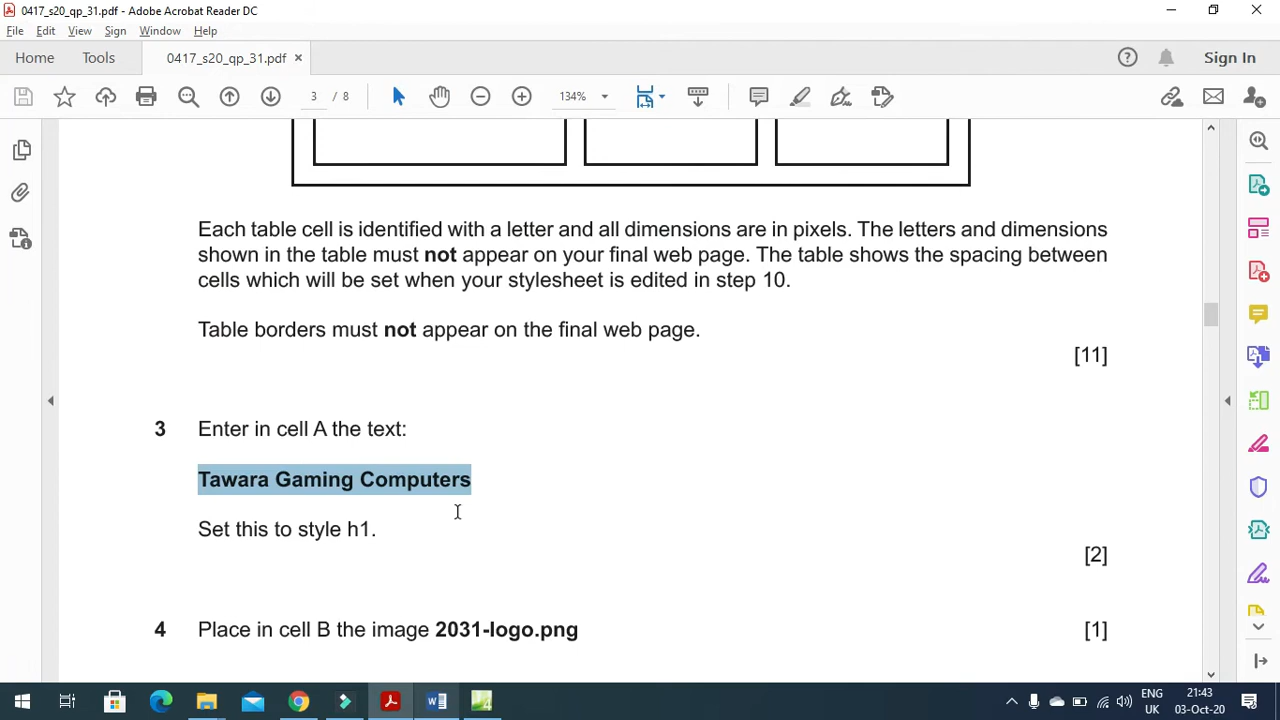 0417_s20_qp_31.pdf - Adobe Acrobat Reader DC
File Edit View Sign Window Help
Home Tools 0417_s20_qp_31.pdf × Sign In
3 / 8 134%
Each table cell is identified with a letter and all dimensions are in pixels. The letters and dimensions
shown in the table must not appear on your final web page. The table shows the spacing between
cells which will be set when your stylesheet is edited in step 10.
Table borders must not appear on the final web page.
[11]
3 Enter in cell A the text:
Tawara Gaming Computers
Set this to style h1.
[2]
4 Place in cell B the image 2031-logo.png [1]
ENG 21:43
UK 03-Oct-20